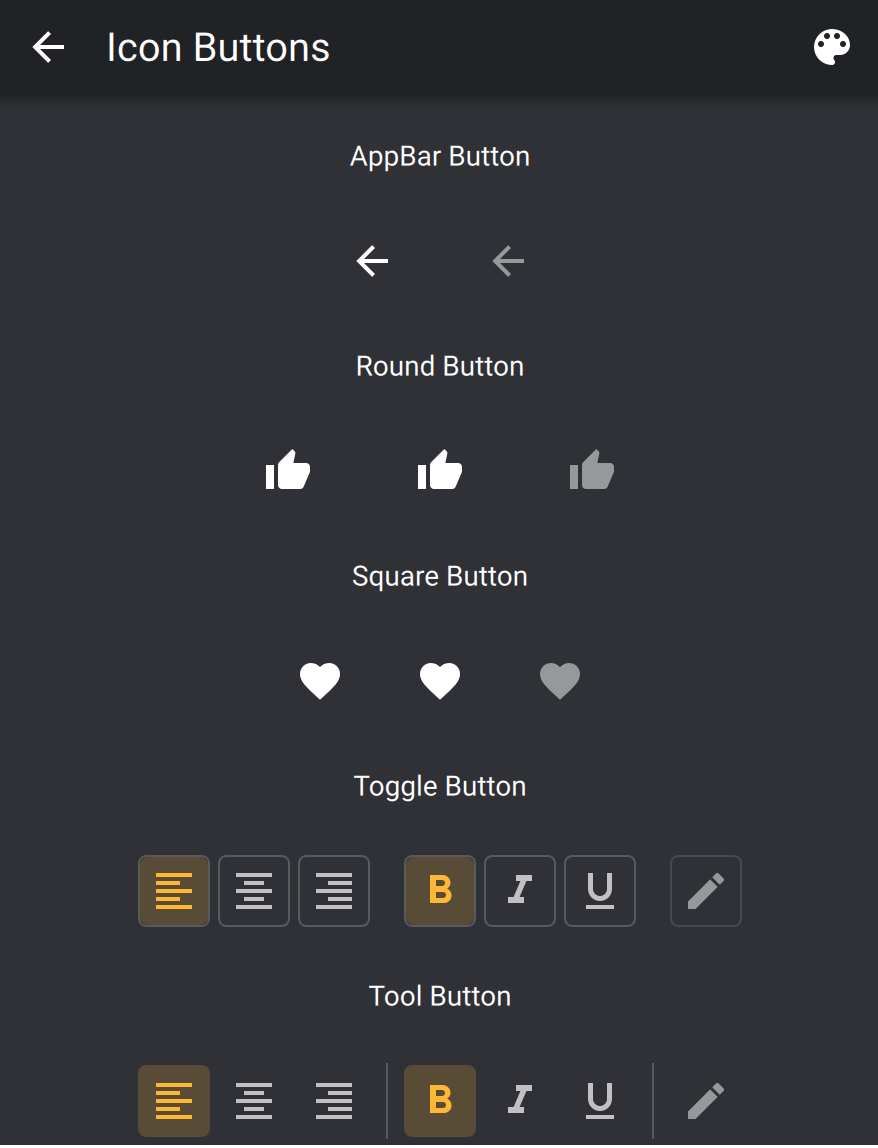 Icon Buttons
AppBar Button
Round Button
Square Button
Toggle Button
B I U
Tool Button
B I U